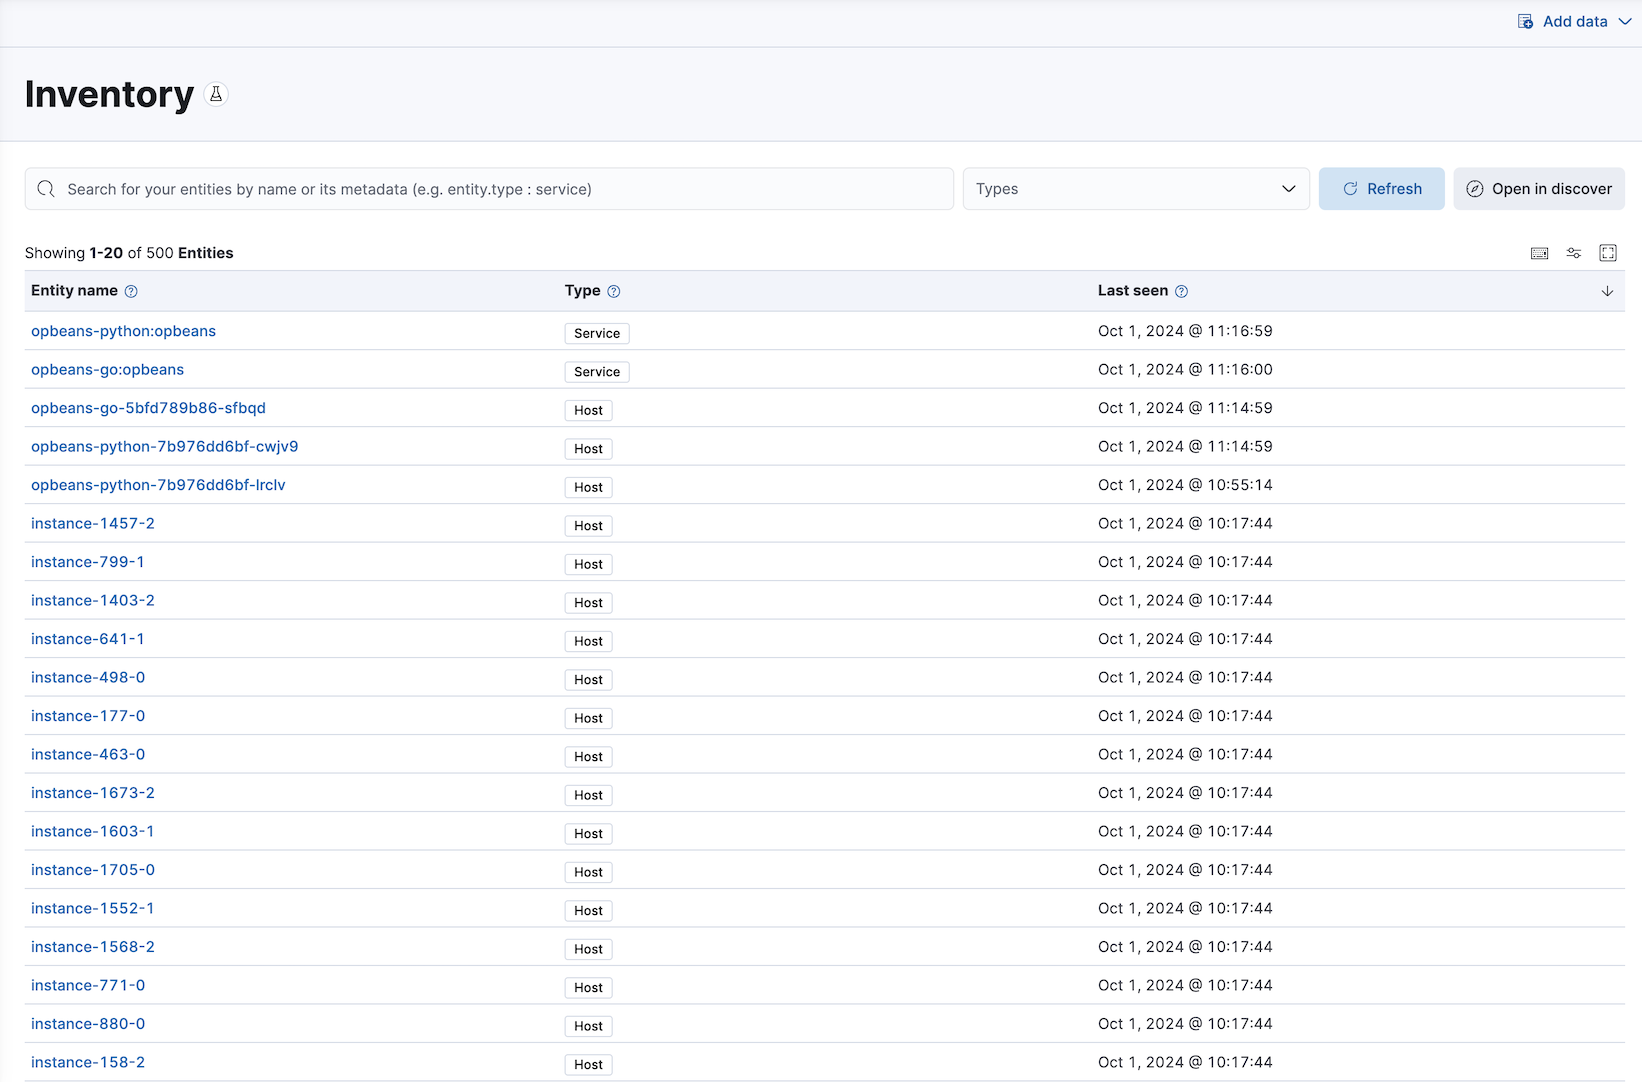 Add data
Inventory
Search for your entities by name or its metadata (e.g. entity.type : service) Types Refresh Open in discover
Showing 1-20 of 500 Entities
Entity name Type Last seen
opbeans-python:opbeans Service Oct 1, 2024 @ 11:16:59
opbeans-go:opbeans Service Oct 1, 2024 @ 11:16:00
opbeans-go-5bfd789b86-sfbqd Host Oct 1, 2024 @ 11:14:59
opbeans-python-7b976dd6bf-cwjv9 Host Oct 1, 2024 @ 11:14:59
opbeans-python-7b976dd6bf-lrclv Host Oct 1, 2024 @ 10:55:14
instance-1457-2 Host Oct 1, 2024 @ 10:17:44
instance-799-1 Host Oct 1, 2024 @ 10:17:44
instance-1403-2 Host Oct 1, 2024 @ 10:17:44
instance-641-1 Host Oct 1, 2024 @ 10:17:44
instance-498-0 Host Oct 1, 2024 @ 10:17:44
instance-177-0 Host Oct 1, 2024 @ 10:17:44
instance-463-0 Host Oct 1, 2024 @ 10:17:44
instance-1673-2 Host Oct 1, 2024 @ 10:17:44
instance-1603-1 Host Oct 1, 2024 @ 10:17:44
instance-1705-0 Host Oct 1, 2024 @ 10:17:44
instance-1552-1 Host Oct 1, 2024 @ 10:17:44
instance-1568-2 Host Oct 1, 2024 @ 10:17:44
instance-771-0 Host Oct 1, 2024 @ 10:17:44
instance-880-0 Host Oct 1, 2024 @ 10:17:44
instance-158-2 Host Oct 1, 2024 @ 10:17:44